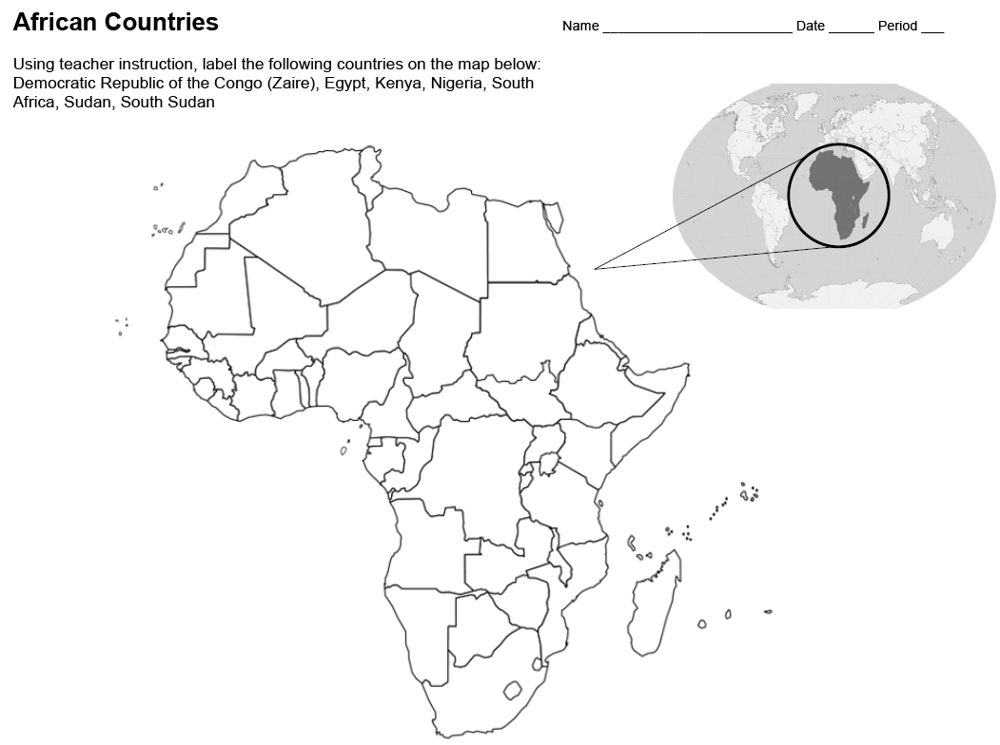 African Countries
Name _________________________ Date ______ Period ___
Using teacher instruction, label the following countries on the map below:
Democratic Republic of the Congo (Zaire), Egypt, Kenya, Nigeria, South
Africa, Sudan, South Sudan